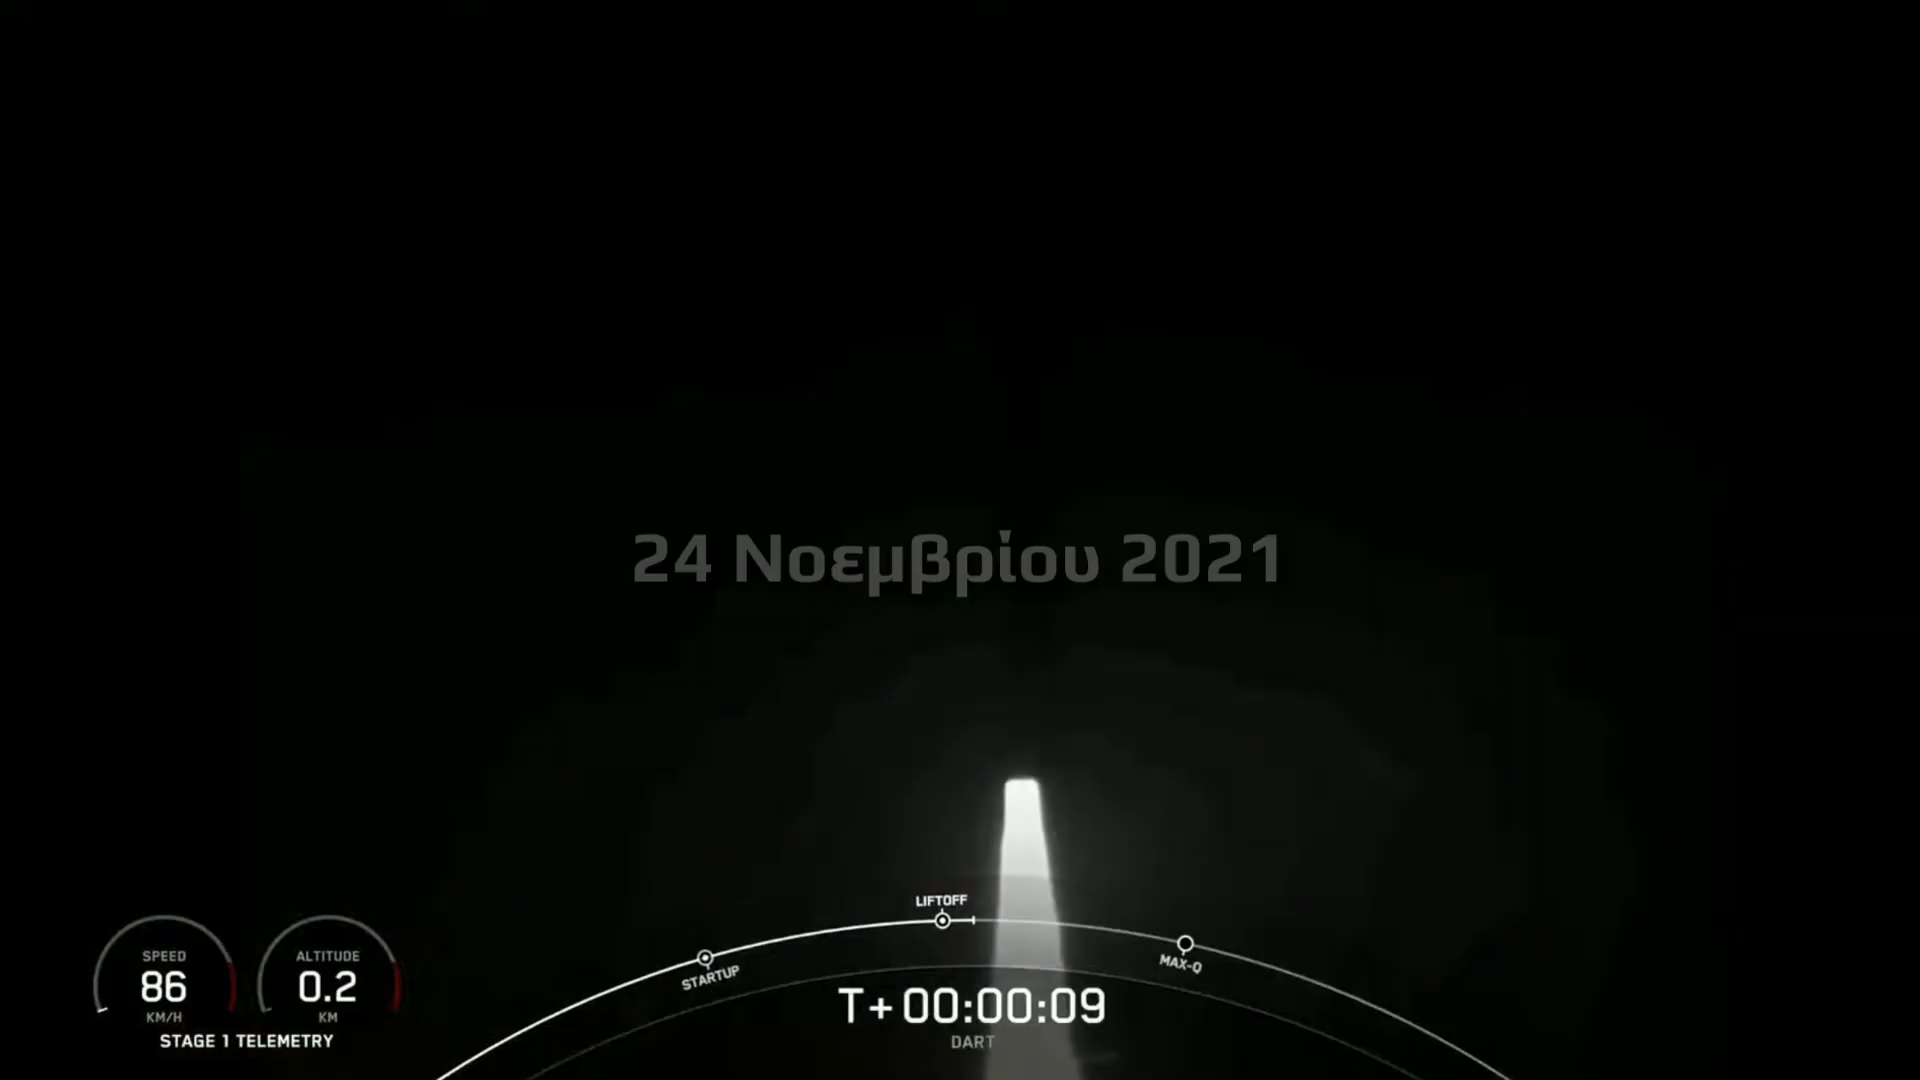 24 Νοεμβρίου 2021
LIFTOFF
STARTUP
MAX-Q
SPEED
86
KM/H
ALTITUDE
0.2
KM
STAGE 1 TELEMETRY
T+00:00:09
DART